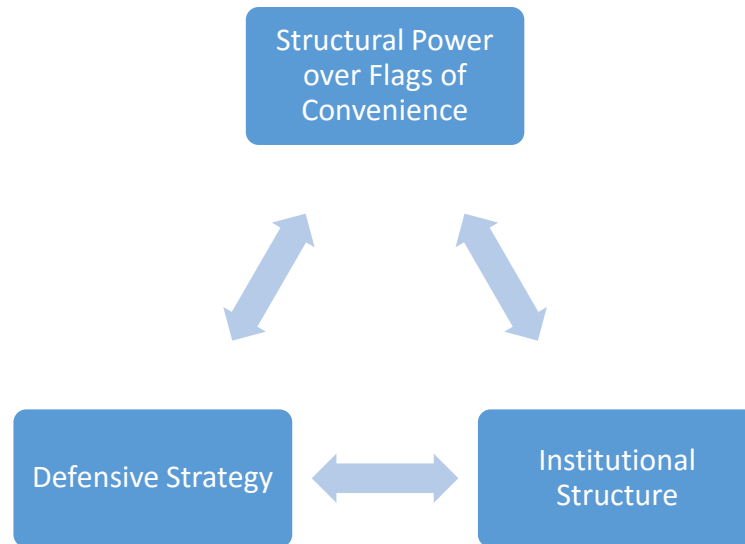 Structural Power
over Flags of
Convenience
Defensive Strategy
Institutional
Structure